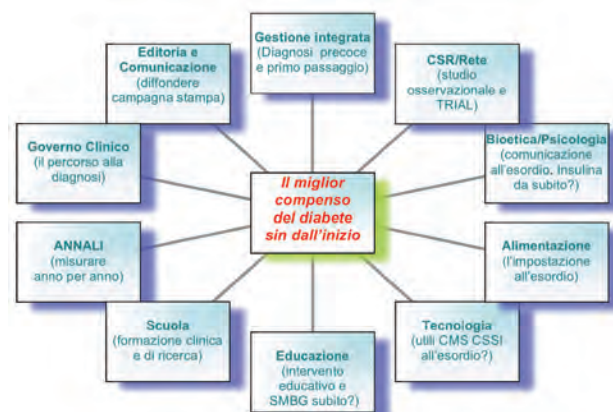 Gestione integrata
(Diagnosi precoce
e primo passaggio)
CSR/Rete
(studio
osservazionale e
TRIAL)
Bioetica/Psicologia
(comunicazione
all'esordio. Insulina
da subito?)
Alimentazione
(l'impostazione
all'esordio)
Tecnologia
(utili CMS CSSI
all'esordio?)
Educazione
(intervento
educativo e
SMBG subito?)
Scuola
(formazione clinica
e di ricerca)
ANNALI
(misurare
anno per anno)
Governo Clinico
(il percorso alla
diagnosi)
Editoria e
Comunicazione
(diffondere
campagna stampa)
Il miglior
compenso
del diabete
sin dall'inizio